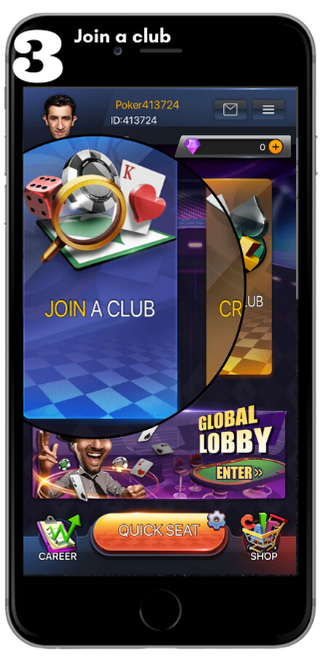 3 Join a club
Poker413724
ID:413724
0
K
JOIN A CLUB
CR
UB
GLOBAL
LOBBY
ENTER>>
QUICK SEAT
CAREER
SHOP